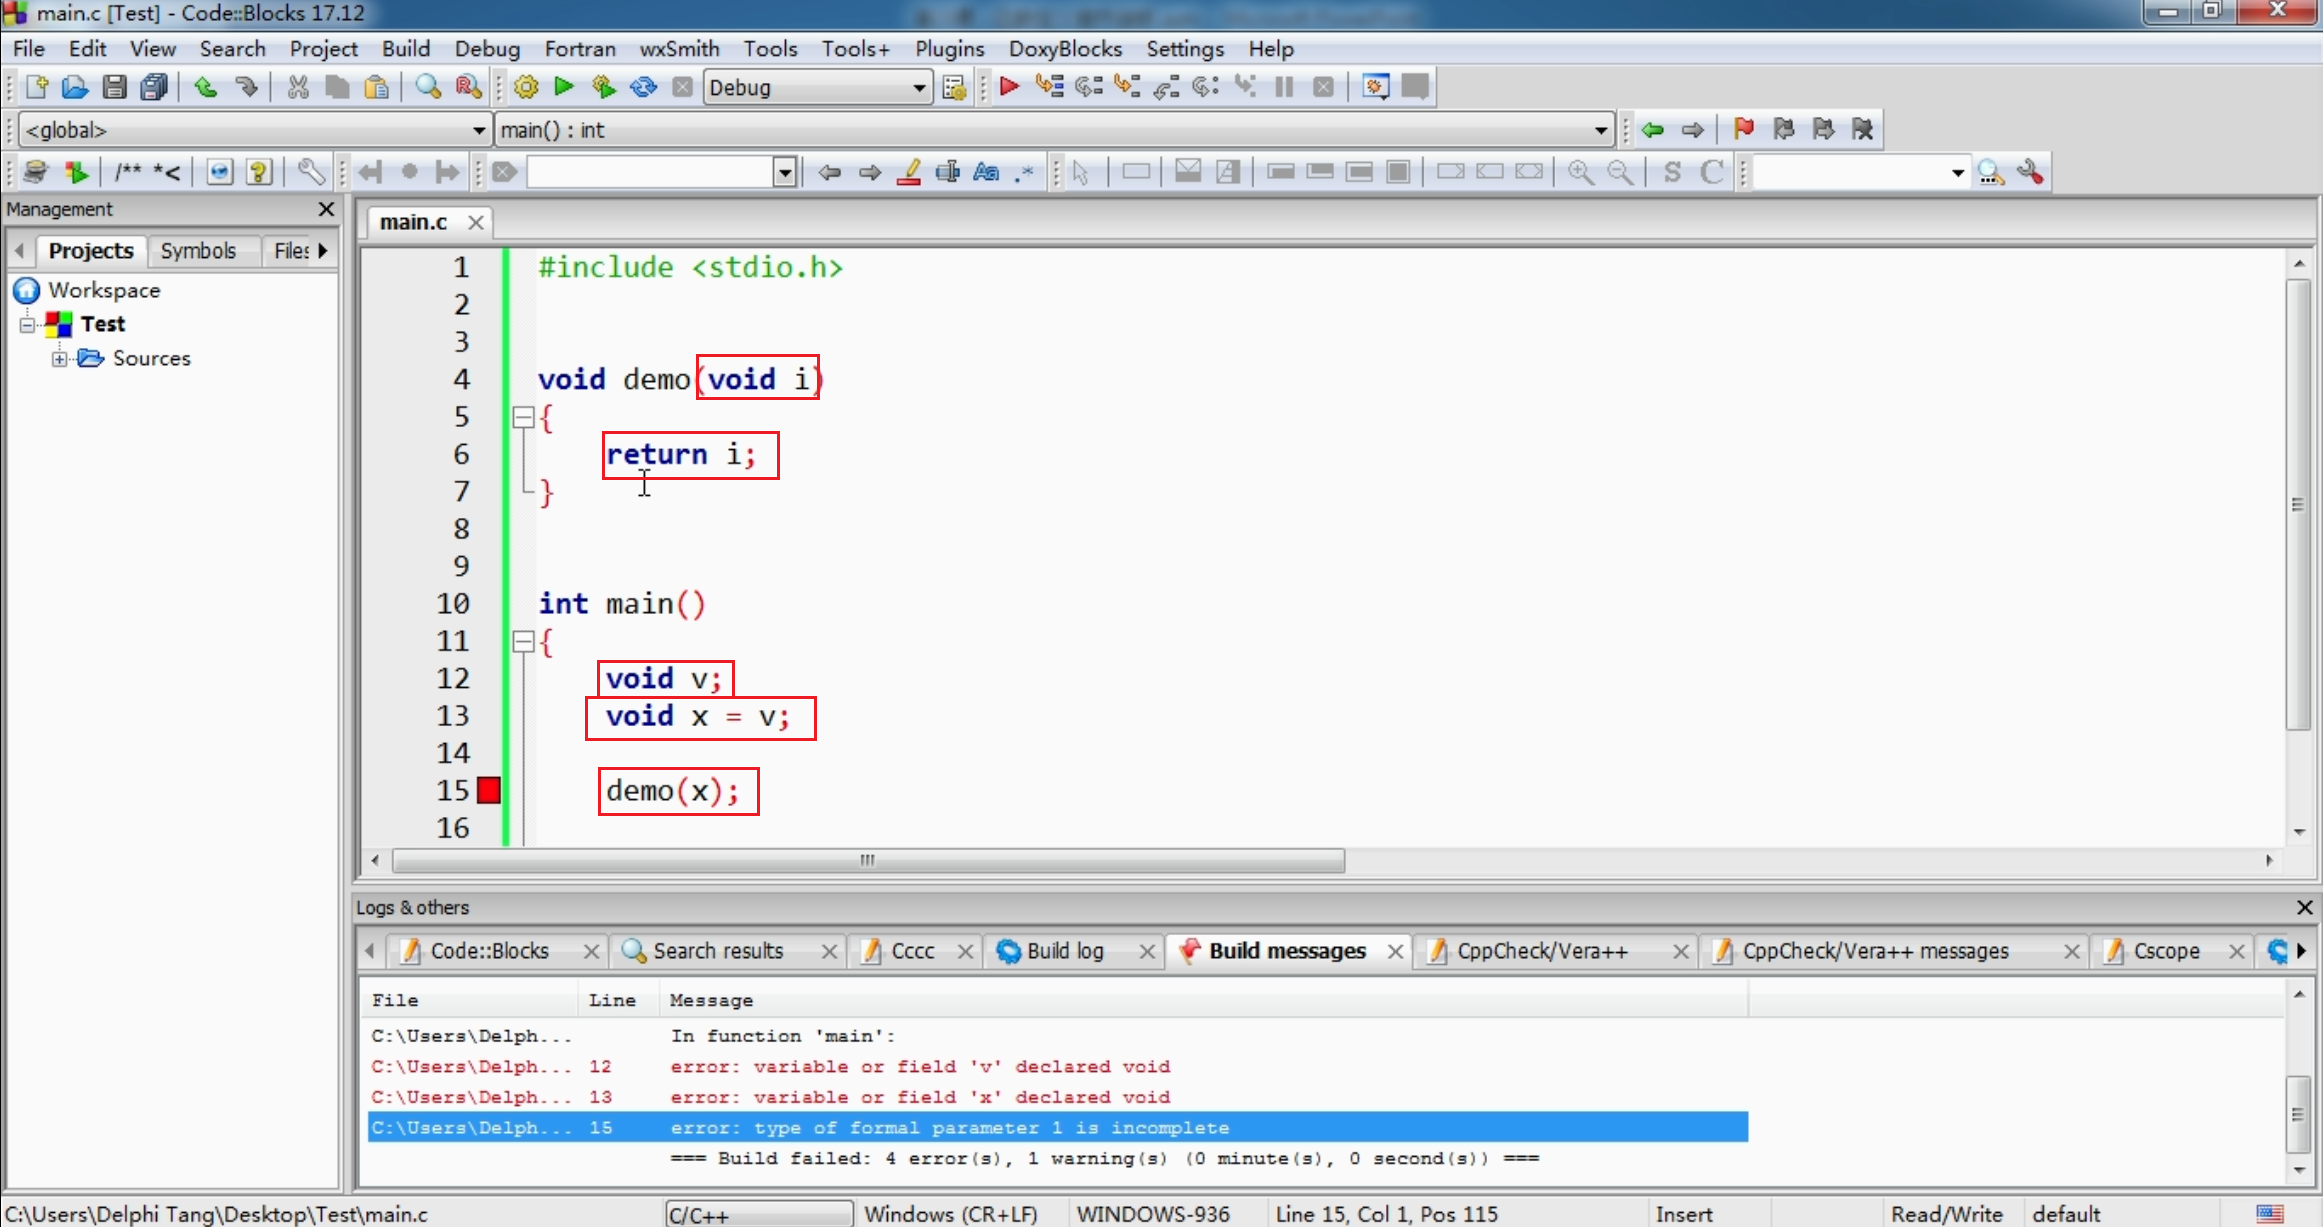 main.c [Test] - Code::Blocks 17.12
File Edit View Search Project Build Debug Fortran wxSmith Tools Tools+ Plugins DoxyBlocks Settings Help
Debug
<global> main() : int
/** *<
S C
Management
main.c
Projects Symbols Files
Workspace
Test
Sources
1 #include <stdio.h>
2
3
4 void demo(void i)
5 {
6 return i;
7 }
8
9
10 int main()
11 {
12 void v;
13 void x = v;
14
15 demo(x);
16
Logs & others
Code::Blocks Search results Cccc Build log Build messages CppCheck/Vera++ CppCheck/Vera++ messages Cscope
File Line Message
C:\Users\Delph... In function 'main':
C:\Users\Delph... 12 error: variable or field 'v' declared void
C:\Users\Delph... 13 error: variable or field 'x' declared void
C:\Users\Delph... 15 error: type of formal parameter 1 is incomplete
=== Build failed: 4 error(s), 1 warning(s) (0 minute(s), 0 second(s)) ===
C:\Users\Delphi Tang\Desktop\Test\main.c C/C++ Windows (CR+LF) WINDOWS-936 Line 15, Col 1, Pos 115 Insert Read/Write default